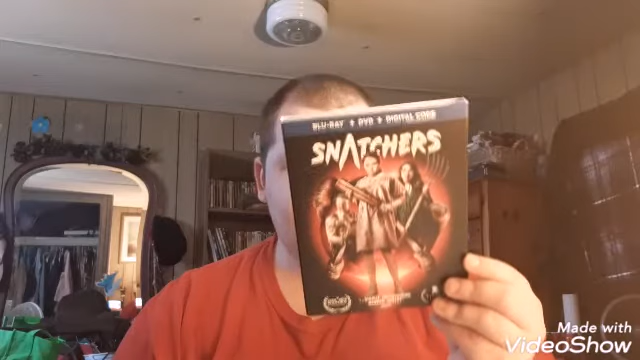 BLU-RAY + DVD + DIGITAL CODE
SNATCHERS
Made with
VideoShow